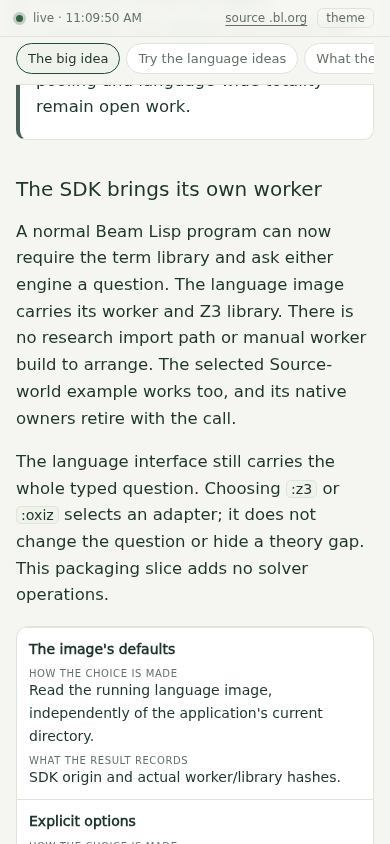 live · 11:09:50 AM
source .bl.org
theme
The big idea
Try the language ideas
What the
remain open work.
The SDK brings its own worker
A normal Beam Lisp program can now
require the term library and ask either
engine a question. The language image
carries its worker and Z3 library. There is
no research import path or manual worker
build to arrange. The selected Source-
world example works too, and its native
owners retire with the call.
The language interface still carries the
whole typed question. Choosing :z3 or
:oxiz selects an adapter; it does not
change the question or hide a theory gap.
This packaging slice adds no solver
operations.
The image's defaults
HOW THE CHOICE IS MADE
Read the running language image,
independently of the application's current
directory.
WHAT THE RESULT RECORDS
SDK origin and actual worker/library hashes.
Explicit options